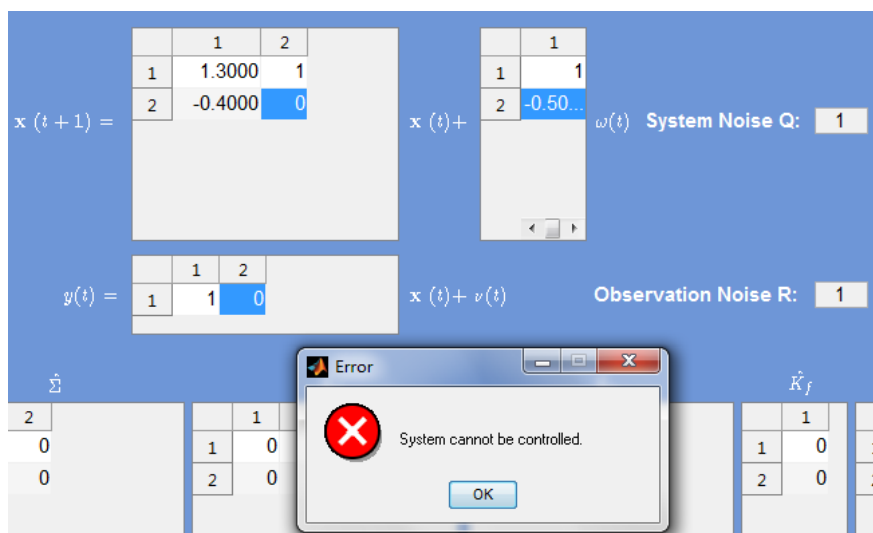 1 2 1
1 1.3000 1 1 1
2 -0.4000 0 2 -0.50...
x (t + 1) = x (t)+ ω(t) System Noise Q: 1
1 2
1 1 0
y(t) = x (t)+ ν(t) Observation Noise R: 1
Error
Σ̂ K̂f
System cannot be controlled.
OK
2 1 1
0 1 0 1 0
0 2 0 2 0